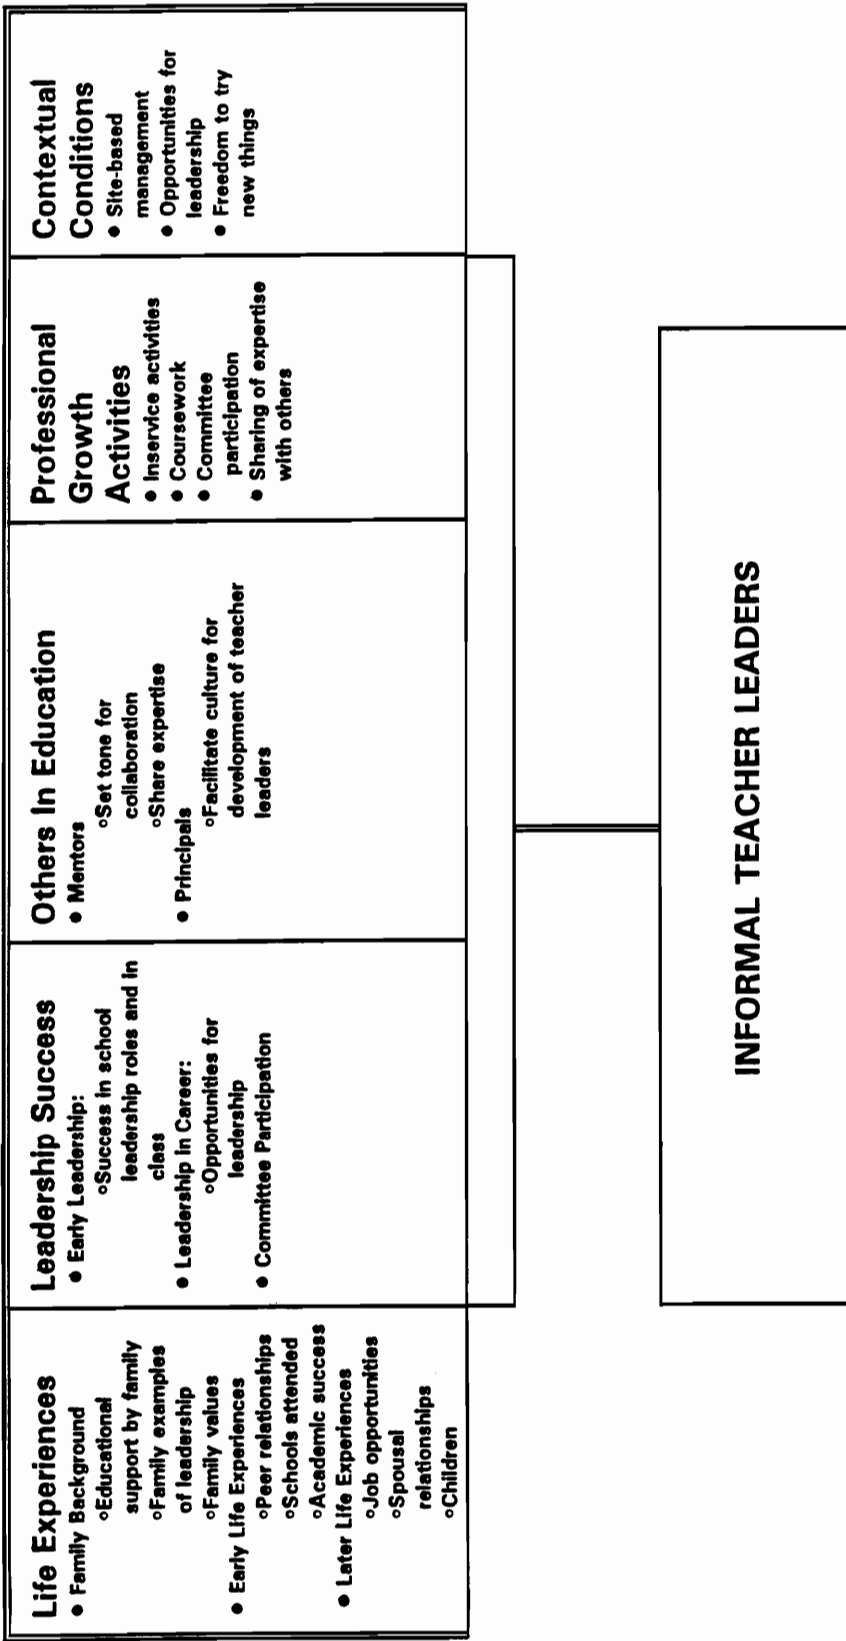 Life Experiences
● Family Background
○Educational
support by family
○Family examples
of leadership
○Family values
● Early Life Experiences
○Peer relationships
○Schools attended
○Academic success
● Later Life Experiences
○Job opportunities
○Spousal
relationships
○Children
Leadership Success
● Early Leadership:
○Success in school
leadership roles and in
class
● Leadership in Career:
○Opportunities for
leadership
● Committee Participation
Others In Education
● Mentors
○Set tone for
collaboration
○Share expertise
● Principals
○Facilitate culture for
development of teacher
leaders
Professional
Growth
Activities
● Inservice activities
● Coursework
● Committee
participation
● Sharing of expertise
with others
Contextual
Conditions
● Site-based
management
● Opportunities for
leadership
● Freedom to try
new things
INFORMAL TEACHER LEADERS